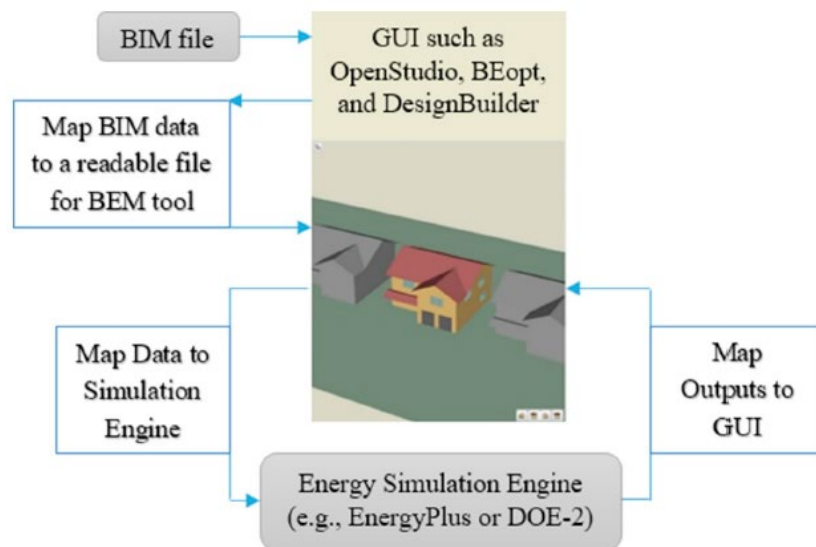 BIM file
GUI such as
OpenStudio, BEopt,
and DesignBuilder
Map BIM data
to a readable file
for BEM tool
Map Data to
Simulation
Engine
Map
Outputs to
GUI
Energy Simulation Engine
(e.g., EnergyPlus or DOE-2)